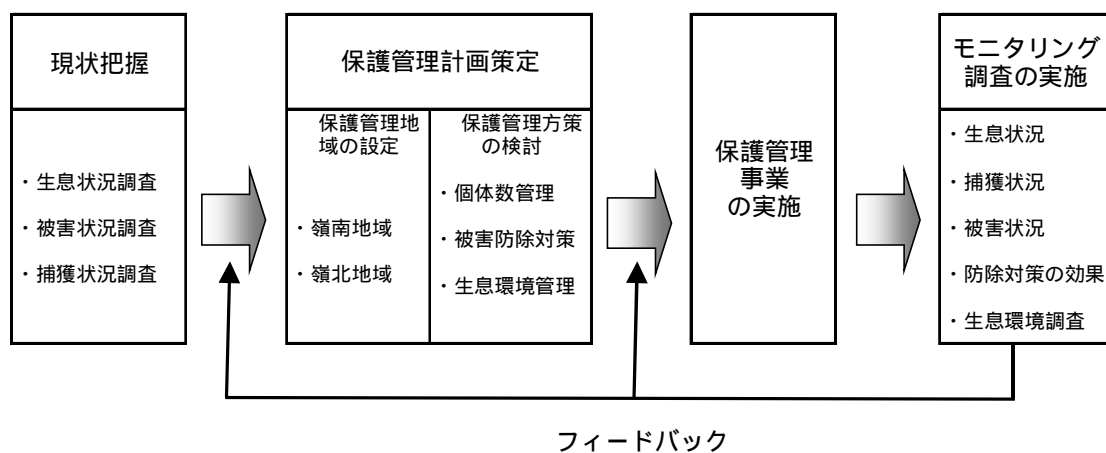 現状把握
・生息状況調査
・被害状況調査
・捕獲状況調査
保護管理計画策定
保護管理地
域の設定
・嶺南地域
・嶺北地域
保護管理方策
の検討
・個体数管理
・被害防除対策
・生息環境管理
保護管理
事業
の実施
モニタリング
調査の実施
・生息状況
・捕獲状況
・被害状況
・防除対策の効果
・生息環境調査
フィードバック